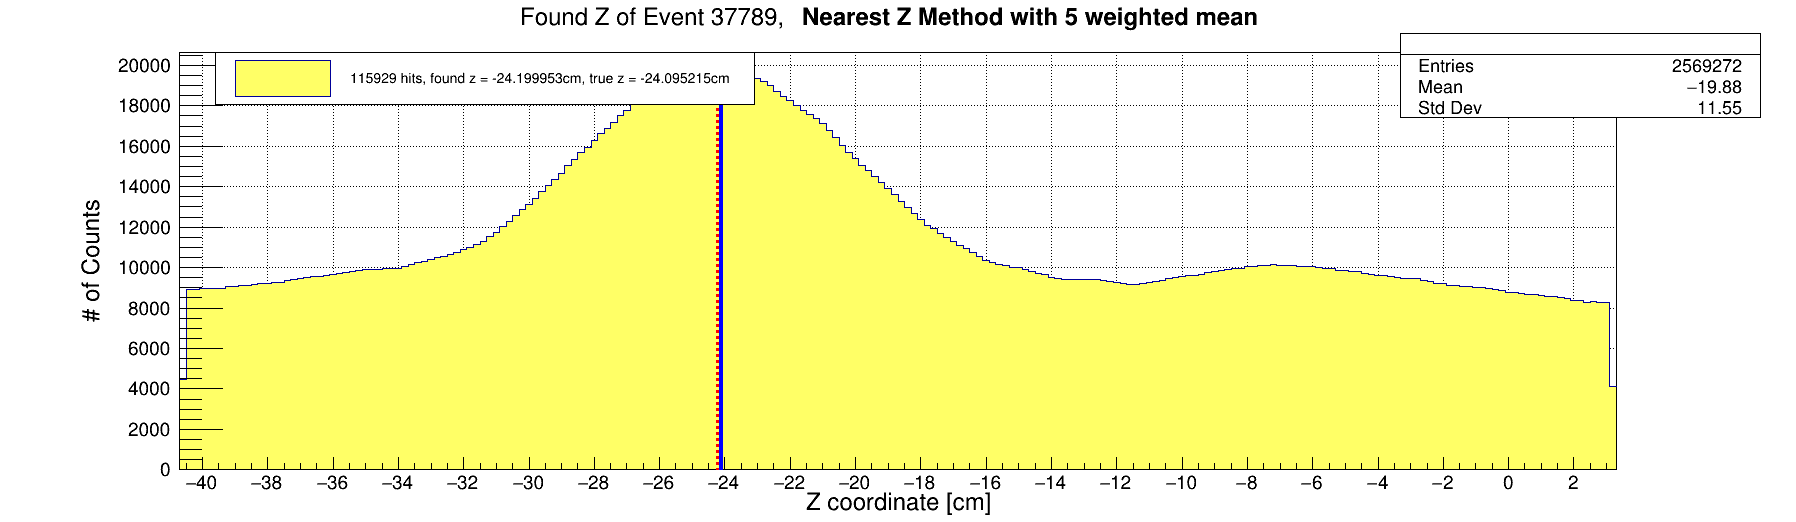 Found Z of Event 37789, Nearest Z Method with 5 weighted mean
115929 hits, found z = -24.199953cm, true z = -24.095215cm
Entries 2569272
Mean −19.88
Std Dev 11.55
# of Counts
20000
18000
16000
14000
12000
10000
8000
6000
4000
2000
0
−40 −38 −36 −34 −32 −30 −28 −26 −24 −22 −20 −18 −16 −14 −12 −10 −8 −6 −4 −2 0 2
Z coordinate [cm]